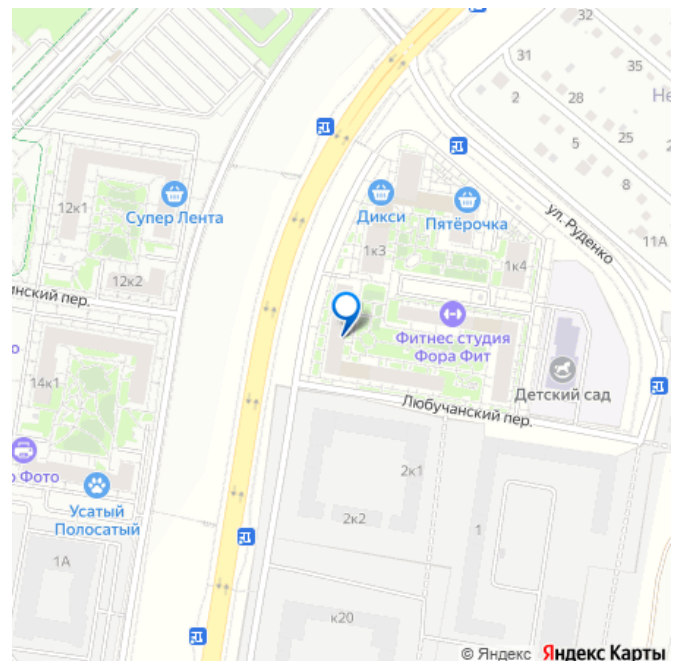 32
31
35
2
28
Не
5
25
2
8
12к1
Супер Лента
Дикси
Пятёрочка
ул. Руденко
11А
1к3
1к4
12к2
инский пер.
Фитнес студия
Фора Фит
Детский сад
14к1
Любучанский пер.
о Фото
2к1
Усатый
Полосатый
2к2
1
1А
к20
© Яндекс Яндекс Карты